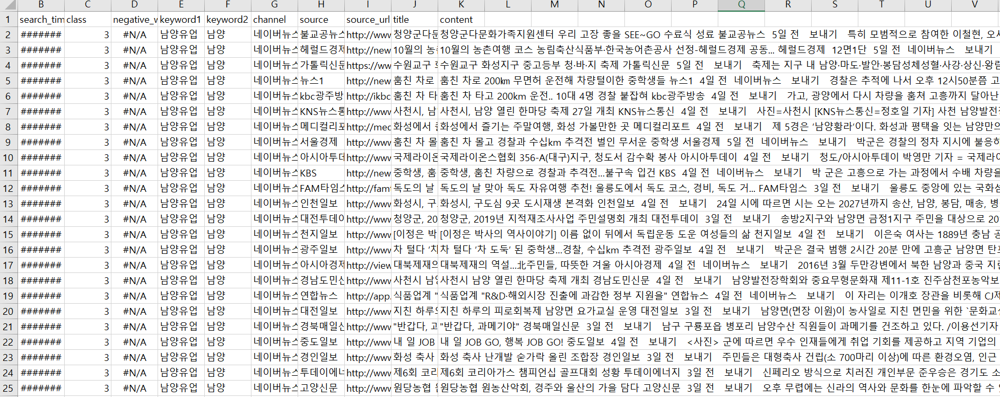 B C D E F G H I J K L M N O P Q R S T U V
1 search_tim class negative_w keyword1 keyword2 channel source source_url title content
2 ####### 3 #N/A 남양유업 남양 네이버뉴스 불교공뉴스 http://www 청양군다문 청양군다문화가족지원센터 우리 고장 좋을 SEE~GO 수료식 성료 불교공뉴스 5일 전 보내기 특히 모범적으로 참여한 이철현, 오세
3 ####### 3 #N/A 남양유업 남양 네이버뉴스 헤럴드경제 http://new 10월의 농촌 10월의 농촌여행 코스 농림축산식품부·한국농어촌공사 선정-헤럴드경제 공동... 헤럴드경제 12면1단 5일 전 네이버뉴스 보내기
4 ####### 3 #N/A 남양유업 남양 네이버뉴스 가톨릭신문 https://ww 수원교구 화 수원교구 화성지구 중고등부 청·바·지 축제 가톨릭신문 5일 전 보내기 축제는 지구 내 남양·마도·발안·봉담성체성혈·사강·상신·왕림
5 ####### 3 #N/A 남양유업 남양 네이버뉴스 뉴스1 http://new 훔친 차로 훔친 차로 200㎞ 무면허 운전해 차량털이한 중학생들 뉴스1 4일 전 네이버뉴스 보내기 경찰은 추적에 나서 오후 12시50분쯤 고
6 ####### 3 #N/A 남양유업 남양 네이버뉴스 kbc광주방 http://ikbc 훔친 차 타 훔친 차 타고 200km 운전.. 10대 4명 경찰 붙잡혀 kbc광주방송 4일 전 보내기 가고, 광양에서 다시 차량을 훔쳐 고흥까지 달아난
7 ####### 3 #N/A 남양유업 남양 네이버뉴스 KNS뉴스통 http://www 사천시, 남 사천시, 남양 열린 한마당 축제 27일 개최 KNS뉴스통신 4일 전 보내기 사진=사천시 [KNS뉴스통신=정호일 기자] 사천 남양발전장
8 ####### 3 #N/A 남양유업 남양 네이버뉴스 메디컬리포 http://med 화성에서 즐 화성에서 즐기는 주말여행, 화성 가볼만한 곳 메디컬리포트 4일 전 보내기 제 5경은 ‘남양황라’이다. 화성과 평택을 잇는 남양만의
9 ####### 3 #N/A 남양유업 남양 네이버뉴스 서울경제 http://www 훔친 차 몰 훔친 차 몰고 경찰과 수십km 추격전 벌인 무서운 중학생 서울경제 5일 전 네이버뉴스 보내기 박군은 경찰의 정차 지시에 불응하
10 ####### 3 #N/A 남양유업 남양 네이버뉴스 아시아투데 http://www 국제라이온 국제라이온스협회 356-A(대구)지구, 청도서 감수확 봉사 아시아투데이 4일 전 보내기 청도/아시아투데이 박영만 기자 = 국제라이
11 ####### 3 #N/A 남양유업 남양 네이버뉴스 KBS http://new 중학생, 훔 중학생, 훔친 차량으로 경찰과 추격전…불구속 입건 KBS 4일 전 네이버뉴스 보내기 박 군은 고흥으로 가는 과정에서 수배 차량을
12 ####### 3 #N/A 남양유업 남양 네이버뉴스 FAM타임스 http://famt 독도의 날 독도의 날 맞아 독도 자유여행 추천! 울릉도에서 독도 코스, 경비, 독도 거... FAM타임스 3일 전 보내기 울릉도 중앙에 있는 국화섬
13 ####### 3 #N/A 남양유업 남양 네이버뉴스 인천일보 http://www 화성시, 구 화성시, 구도심 9곳 도시재생 본격화 인천일보 4일 전 보내기 24일 시에 따르면 시는 오는 2027년까지 송산, 남양, 봉담, 매송, 병
14 ####### 3 #N/A 남양유업 남양 네이버뉴스 대전투데이 http://www 청양군, 20 청양군, 2019년 지적재조사사업 주민설명회 개최 대전투데이 3일 전 보내기 송방2지구와 남양면 금정1지구 주민을 대상으로 20
15 ####### 3 #N/A 남양유업 남양 네이버뉴스 천지일보 http://www [이정은 박 [이정은 박사의 역사이야기] 이름 없이 뒤에서 독립운동 도운 여성들의 삶 천지일보 4일 전 보내기 이은숙 여사는 1889년 충남 공
16 ####### 3 #N/A 남양유업 남양 네이버뉴스 광주일보 http://www 차 털다 ‘차 차 털다 ‘차 도둑’ 된 중학생…경찰, 수십km 추격전 광주일보 4일 전 보내기 박군은 결국 범행 2시간 20분 만에 고흥군 남양면 탄포
17 ####### 3 #N/A 남양유업 남양 네이버뉴스 아시아경제 http://view 대북제재의 대북제재의 역설…北주민들, 따뜻한 겨울 아시아경제 4일 전 네이버뉴스 보내기 2016년 3월 두만강변에서 북한 남양과 중국 지린
18 ####### 3 #N/A 남양유업 남양 네이버뉴스 경남도민신 http://www 사천시 남양 사천시 남양 열린 한마당 축제 개최 경남도민신문 4일 전 보내기 남양발전장학회와 중요무형문화재 제11-1호 진주삼천포농악보
19 ####### 3 #N/A 남양유업 남양 네이버뉴스 연합뉴스 http://app. 식품업계 " 식품업계 "R&D·해외시장 진출에 과감한 정부 지원을" 연합뉴스 4일 전 네이버뉴스 보내기 이 자리는 이개호 장관을 비롯해 CJ제
20 ####### 3 #N/A 남양유업 남양 네이버뉴스 대전일보 http://www 지친 하루의 지친 하루의 피로회복제 남양면 요가교실 운영 대전일보 3일 전 보내기 남양면(면장 이원)이 농사일로 지친 면민을 위한 `문화교실
21 ####### 3 #N/A 남양유업 남양 네이버뉴스 경북매일신 http://www "반갑다, 과 "반갑다, 과메기야" 경북매일신문 3일 전 보내기 남구 구룡포읍 병포리 남양수산 직원들이 과메기를 건조하고 있다. /이용선기자
22 ####### 3 #N/A 남양유업 남양 네이버뉴스 중도일보 http://www 내 일 JOB 내 일 JOB GO, 행복 JOB GO! 중도일보 4일 전 보내기 <사진> 군에 따르면 우수 인재들에게 취업 기회를 제공하고 지역 기업의
23 ####### 3 #N/A 남양유업 남양 네이버뉴스 경인일보 http://www 화성 축사 화성 축사 난개발 숟가락 올린 조합장 경인일보 3일 전 보내기 주민들은 대형축사 건립(소 700마리 이상)에 따른 환경오염, 인근
24 ####### 3 #N/A 남양유업 남양 네이버뉴스 투데이에너 http://www 제6회 코리 제6회 코리아가스 챔피언십 골프대회 성황 투데이에너지 3일 전 보내기 신페리오 방식으로 치러진 개인부문 준우승은 경기도 소
25 ####### 3 #N/A 남양유업 남양 네이버뉴스 고양신문 http://www 원당농협 원당농협 원농산악회, 경주와 울산의 가을 담다 고양신문 3일 전 보내기 오후 무렵에는 신라의 역사와 문화를 한눈에 파악할 수